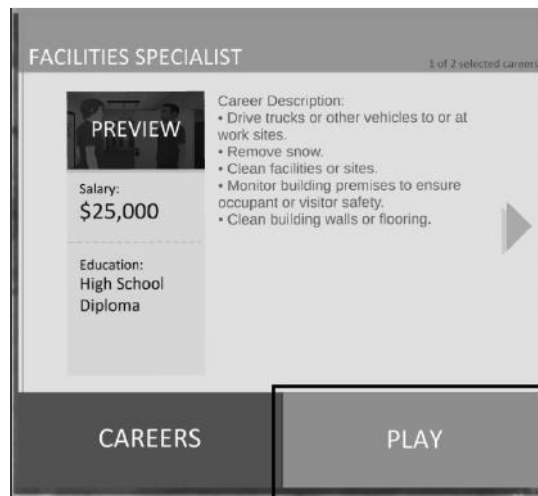 FACILITIES SPECIALIST
1 of 2 selected careers
PREVIEW
Salary:
$25,000
Education:
High School
Diploma
Career Description:
• Drive trucks or other vehicles to or at
work sites.
• Remove snow.
• Clean facilities or sites.
• Monitor building premises to ensure
occupant or visitor safety.
• Clean building walls or flooring.
CAREERS
PLAY